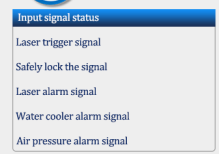 Input signal status
Laser trigger signal
Safely lock the signal
Laser alarm signal
Water cooler alarm signal
Air pressure alarm signal